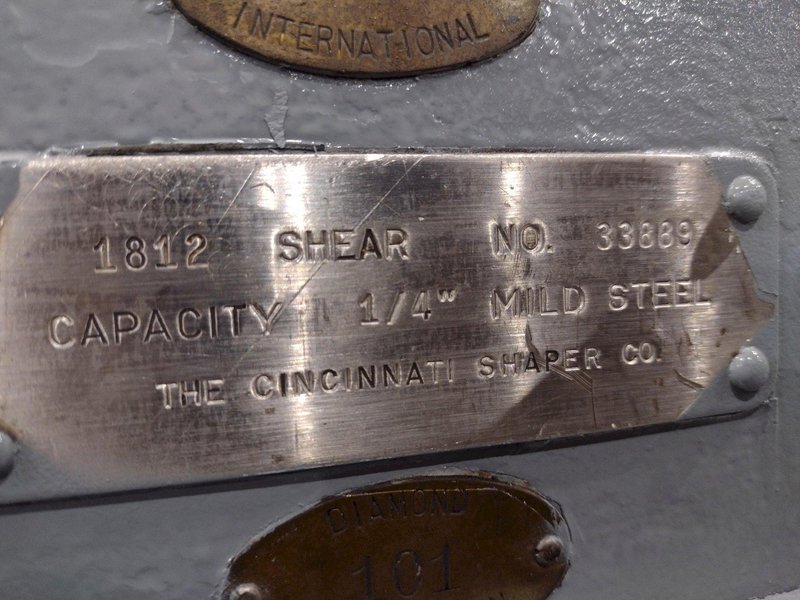 INTERNATIONAL
1812 SHEAR NO. 33889
CAPACITY 1/4" MILD STEEL
THE CINCINNATI SHAPER CO.
DIAMOND
101